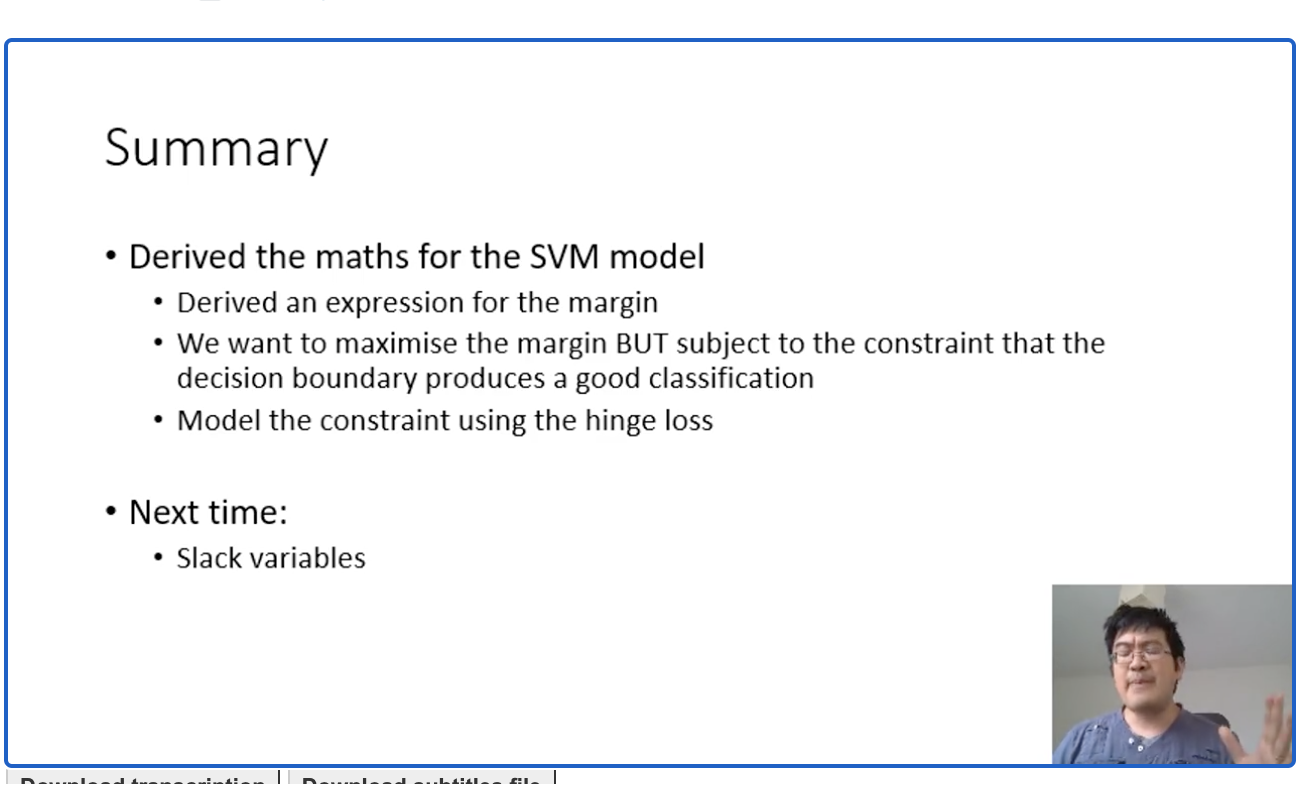 Summary
• Derived the maths for the SVM model
• Derived an expression for the margin
• We want to maximise the margin BUT subject to the constraint that the
decision boundary produces a good classification
• Model the constraint using the hinge loss
• Next time:
• Slack variables
Download transcription
Download subtitles file